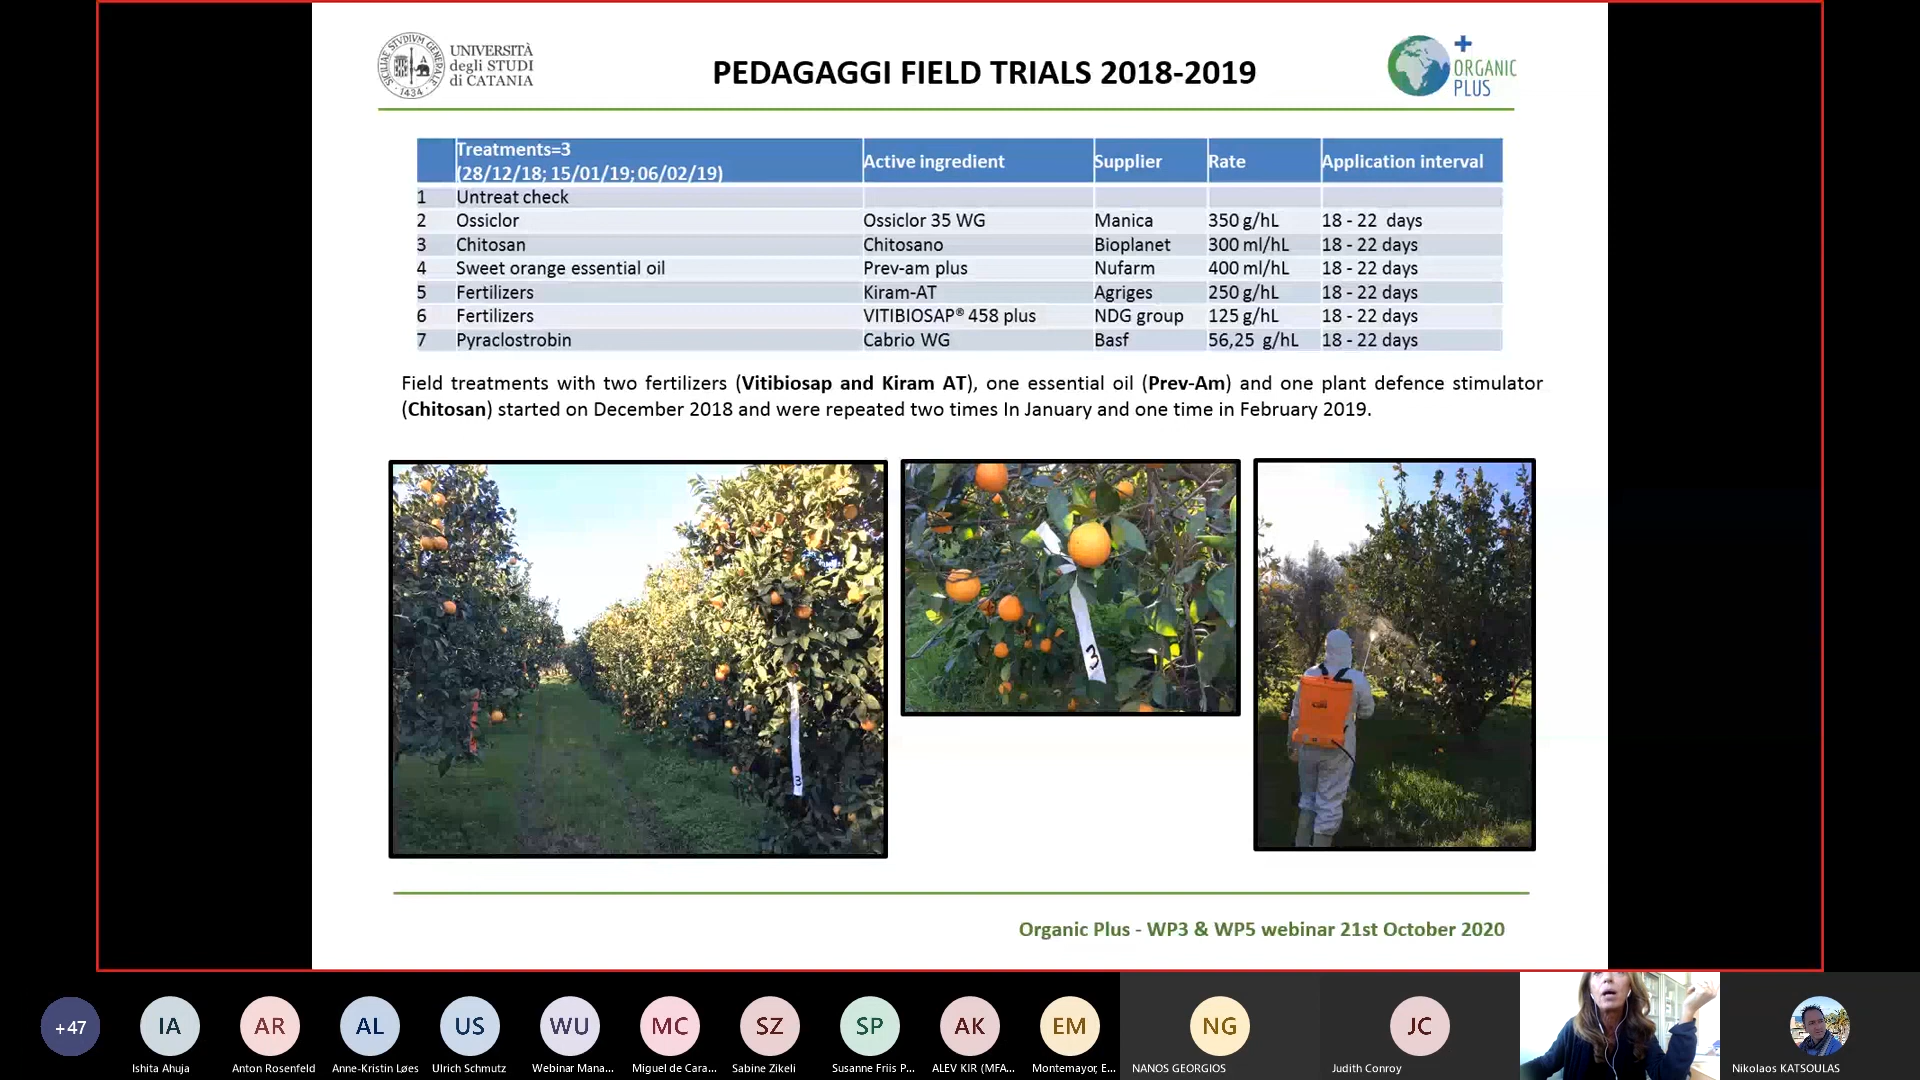 UNIVERSITÀ
degli STUDI
di CATANIA
SICILIAE STUDIUM GENERALE
1434
PEDAGAGGI FIELD TRIALS 2018-2019
ORGANIC
PLUS
Treatments=3
(28/12/18; 15/01/19; 06/02/19) Active ingredient Supplier Rate Application interval
1 Untreat check
2 Ossiclor Ossiclor 35 WG Manica 350 g/hL 18 - 22 days
3 Chitosan Chitosano Bioplanet 300 ml/hL 18 - 22 days
4 Sweet orange essential oil Prev-am plus Nufarm 400 ml/hL 18 - 22 days
5 Fertilizers Kiram-AT Agriges 250 g/hL 18 - 22 days
6 Fertilizers VITIBIOSAP® 458 plus NDG group 125 g/hL 18 - 22 days
7 Pyraclostrobin Cabrio WG Basf 56,25 g/hL 18 - 22 days
Field treatments with two fertilizers (Vitibiosap and Kiram AT), one essential oil (Prev-Am) and one plant defence stimulator
(Chitosan) started on December 2018 and were repeated two times In January and one time in February 2019.
3
3
Organic Plus - WP3 & WP5 webinar 21st October 2020
+47 IA AR AL US WU MC SZ SP AK EM NG JC
Ishita Ahuja Anton Rosenfeld Anne-Kristin Løes Ulrich Schmutz Webinar Mana... Miguel de Cara... Sabine Zikeli Susanne Friis P... ALEV KIR (MFA... Montemayor, E... NANOS GEORGIOS Judith Conroy Nikolaos KATSOULAS